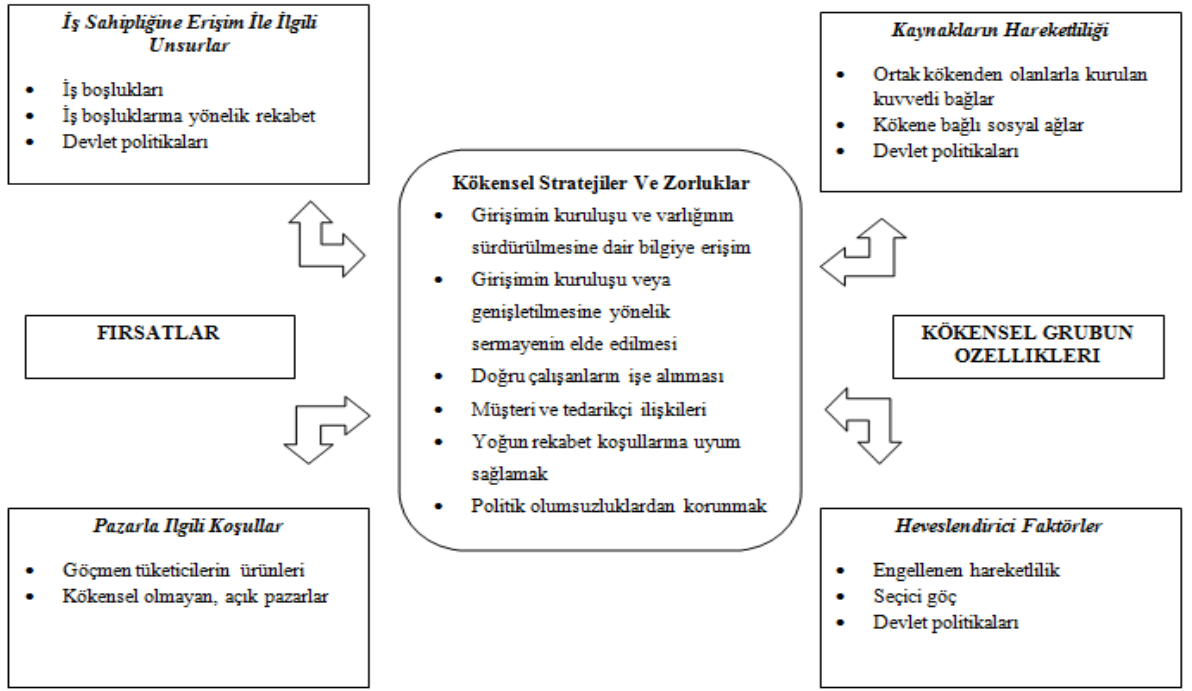 İş Sahipliğine Erişim İle İlgili
Unsurlar
• İş boşlukları
• İş boşluklarına yönelik rekabet
• Devlet politikaları
Kaynakların Hareketliliği
• Ortak kökenden olanlarla kurulan
kuvvetli bağlar
• Kökene bağlı sosyal ağlar
• Devlet politikaları
Kökensel Stratejiler Ve Zorluklar
• Girişimin kuruluşu ve varlığının
sürdürülmesine dair bilgiye erişim
• Girişimin kuruluşu veya
genişletilmesine yönelik
sermayenin elde edilmesi
• Doğru çalışanların işe alınması
• Müşteri ve tedarikçi ilişkileri
• Yoğun rekabet koşullarına uyum
sağlamak
• Politik olumsuzluklardan korunmak
FIRSATLAR
KÖKENSEL GRUBUN
OZELLIKLERI
Pazarla Ilgili Koşullar
• Göçmen tüketicilerin ürünleri
• Kökensel olmayan, açık pazarlar
Heveslendirici Faktörler
• Engellenen hareketlilik
• Seçici göç
• Devlet politikaları